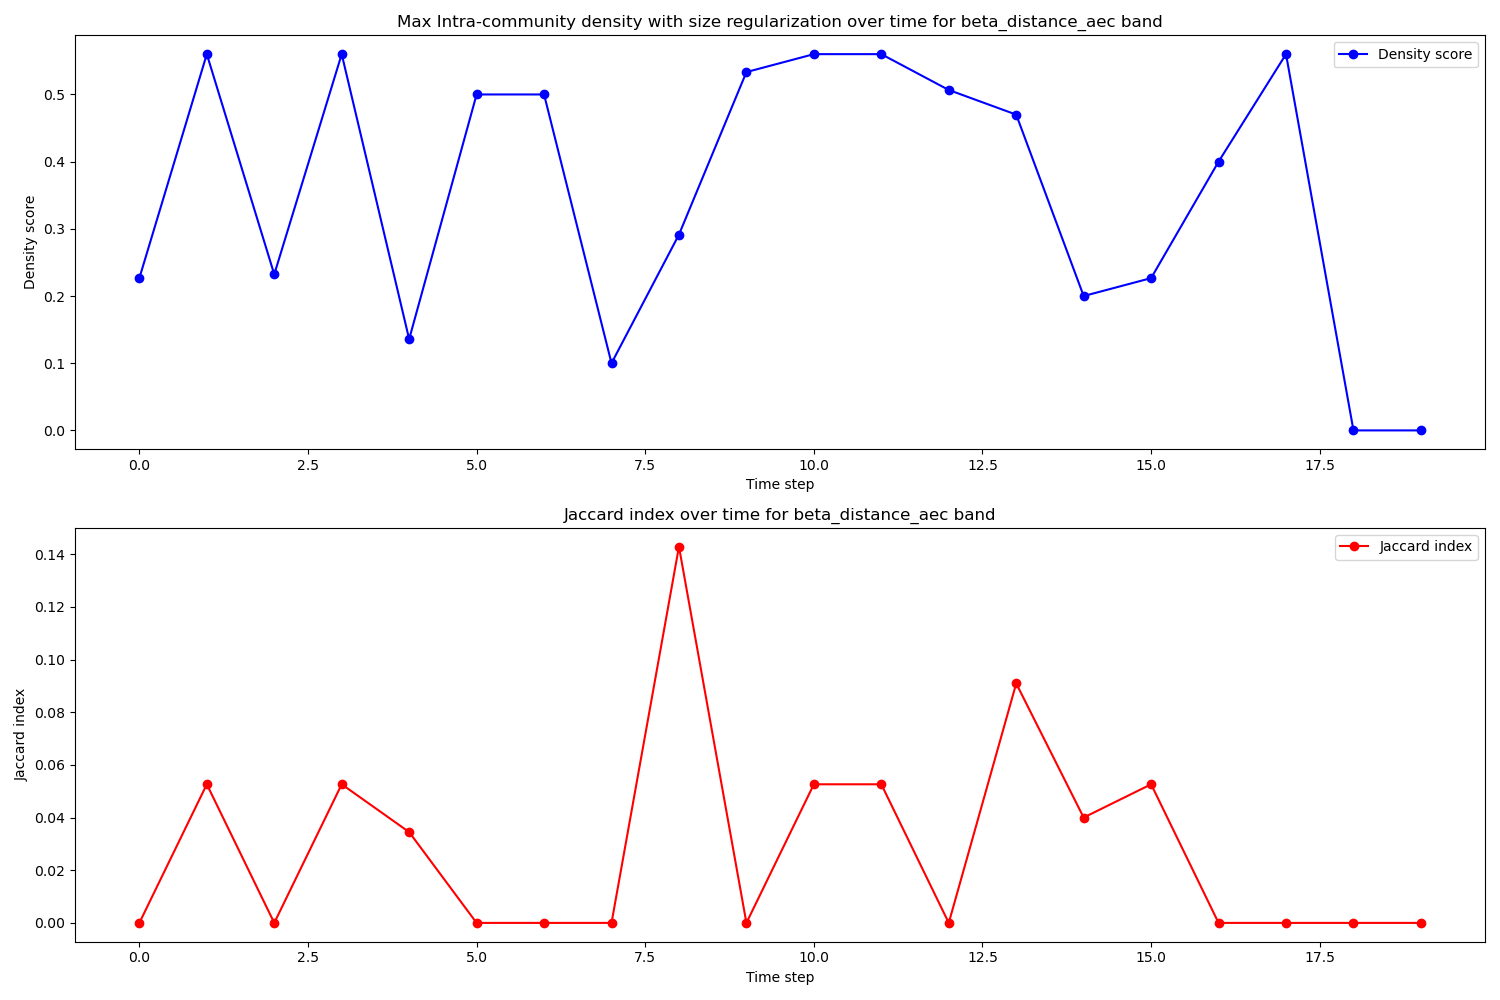 Max Intra-community density with size regularization over time for beta_distance_aec band
Density score
0.5
0.4
0.3
0.2
0.1
0.0
Density score
0.0 2.5 5.0 7.5 10.0 12.5 15.0 17.5
Time step
Jaccard index over time for beta_distance_aec band
Jaccard index
0.14
0.12
0.10
0.08
0.06
0.04
0.02
0.00
Jaccard index
0.0 2.5 5.0 7.5 10.0 12.5 15.0 17.5
Time step